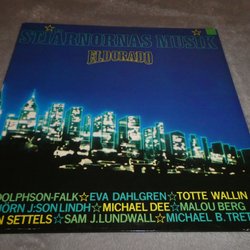 STJÄRNORNAS MUSIK
ELDORADO
DOLPHSON-FALK☆EVA DAHLGREN☆TOTTE WALLIN
BJÖRN J:SON LINDH☆MICHAEL DEE☆MALOU BERG
N SETTELS☆SAM J.LUNDWALL☆MICHAEL B.TRET